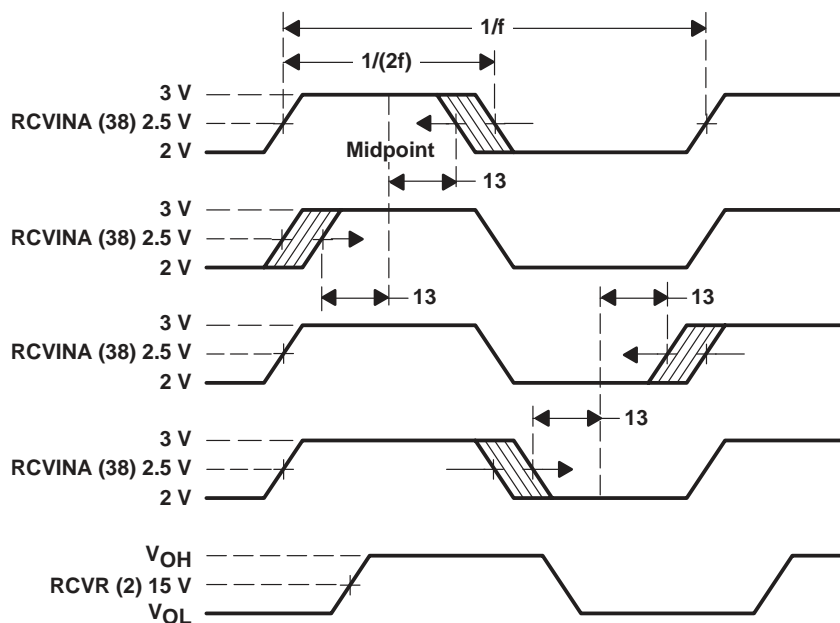 1/f
1/(2f)
3 V
RCVINA (38) 2.5 V
2 V
Midpoint
13
3 V
RCVINA (38) 2.5 V
2 V
13
13
3 V
RCVINA (38) 2.5 V
2 V
13
3 V
RCVINA (38) 2.5 V
2 V
VOH
RCVR (2) 15 V
VOL